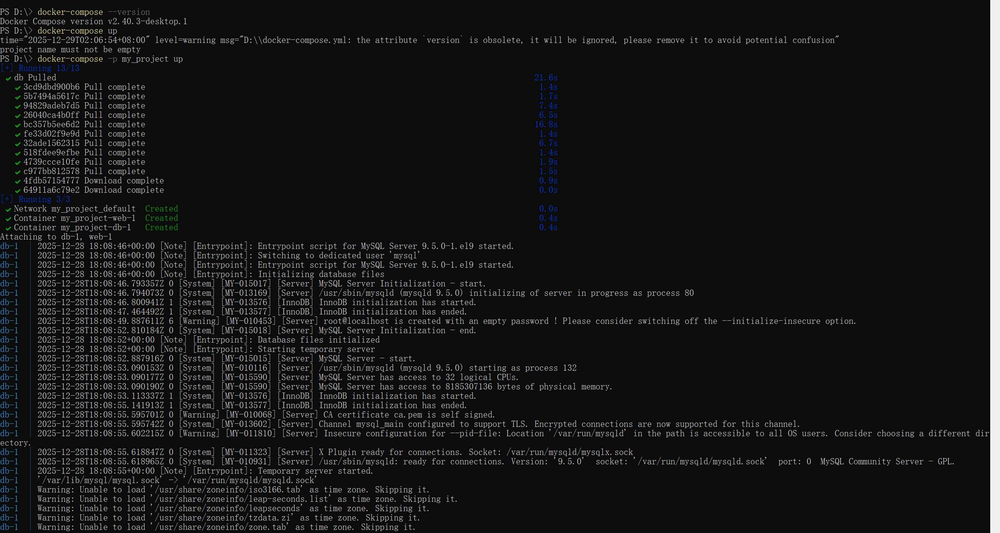 PS D:\> docker-compose --version
Docker Compose version v2.40.3-desktop.1
PS D:\> docker-compose up
time="2025-12-29T02:06:54+08:00" level=warning msg="D:\\docker-compose.yml: the attribute `version` is obsolete, it will be ignored, please remove it to avoid potential confusion"
project name must not be empty
PS D:\> docker-compose -p my_project up
[+] Running 13/13
✔ db Pulled 21.6s
✔ 3cd9dbd900b6 Pull complete 1.4s
✔ 5b7494a5617c Pull complete 1.7s
✔ 94829adeb7d5 Pull complete 7.4s
✔ 26040ca4b0ff Pull complete 6.5s
✔ bc357b5ee6d2 Pull complete 16.8s
✔ fe33d02f9e9d Pull complete 1.4s
✔ 32ade1562315 Pull complete 6.7s
✔ 518fdee9efbe Pull complete 1.4s
✔ 4739ccce10fe Pull complete 1.9s
✔ c977bb812578 Pull complete 1.5s
✔ 4fdb57154777 Download complete 0.9s
✔ 64911a6c79e2 Download complete 0.0s
[+] Running 3/3
✔ Network my_project_default Created 0.0s
✔ Container my_project-web-1 Created 0.4s
✔ Container my_project-db-1 Created 0.4s
Attaching to db-1, web-1
db-1 | 2025-12-28 18:08:46+00:00 [Note] [Entrypoint]: Entrypoint script for MySQL Server 9.5.0-1.el9 started.
db-1 | 2025-12-28 18:08:46+00:00 [Note] [Entrypoint]: Switching to dedicated user 'mysql'
db-1 | 2025-12-28 18:08:46+00:00 [Note] [Entrypoint]: Entrypoint script for MySQL Server 9.5.0-1.el9 started.
db-1 | 2025-12-28 18:08:46+00:00 [Note] [Entrypoint]: Initializing database files
db-1 | 2025-12-28T18:08:46.793357Z 0 [System] [MY-015017] [Server] MySQL Server Initialization - start.
db-1 | 2025-12-28T18:08:46.794073Z 0 [System] [MY-013169] [Server] /usr/sbin/mysqld (mysqld 9.5.0) initializing of server in progress as process 80
db-1 | 2025-12-28T18:08:46.800941Z 1 [System] [MY-013576] [InnoDB] InnoDB initialization has started.
db-1 | 2025-12-28T18:08:47.464492Z 1 [System] [MY-013577] [InnoDB] InnoDB initialization has ended.
db-1 | 2025-12-28T18:08:49.887611Z 6 [Warning] [MY-010453] [Server] root@localhost is created with an empty password ! Please consider switching off the --initialize-insecure option.
db-1 | 2025-12-28T18:08:52.810184Z 0 [System] [MY-015018] [Server] MySQL Server Initialization - end.
db-1 | 2025-12-28 18:08:52+00:00 [Note] [Entrypoint]: Database files initialized
db-1 | 2025-12-28 18:08:52+00:00 [Note] [Entrypoint]: Starting temporary server
db-1 | 2025-12-28T18:08:52.887916Z 0 [System] [MY-015015] [Server] MySQL Server - start.
db-1 | 2025-12-28T18:08:53.090153Z 0 [System] [MY-010116] [Server] /usr/sbin/mysqld (mysqld 9.5.0) starting as process 132
db-1 | 2025-12-28T18:08:53.090177Z 0 [System] [MY-015590] [Server] MySQL Server has access to 32 logical CPUs.
db-1 | 2025-12-28T18:08:53.090190Z 0 [System] [MY-015590] [Server] MySQL Server has access to 8185307136 bytes of physical memory.
db-1 | 2025-12-28T18:08:53.113337Z 1 [System] [MY-013576] [InnoDB] InnoDB initialization has started.
db-1 | 2025-12-28T18:08:55.141913Z 1 [System] [MY-013577] [InnoDB] InnoDB initialization has ended.
db-1 | 2025-12-28T18:08:55.595701Z 0 [Warning] [MY-010068] [Server] CA certificate ca.pem is self signed.
db-1 | 2025-12-28T18:08:55.595742Z 0 [System] [MY-013602] [Server] Channel mysql_main configured to support TLS. Encrypted connections are now supported for this channel.
db-1 | 2025-12-28T18:08:55.602215Z 0 [Warning] [MY-011810] [Server] Insecure configuration for --pid-file: Location '/var/run/mysqld' in the path is accessible to all OS users. Consider choosing a different dir
ectory.
db-1 | 2025-12-28T18:08:55.618847Z 0 [System] [MY-011323] [Server] X Plugin ready for connections. Socket: /var/run/mysqld/mysqlx.sock
db-1 | 2025-12-28T18:08:55.618965Z 0 [System] [MY-010931] [Server] /usr/sbin/mysqld: ready for connections. Version: '9.5.0'  socket: '/var/run/mysqld/mysqld.sock'  port: 0  MySQL Community Server - GPL.
db-1 | 2025-12-28 18:08:55+00:00 [Note] [Entrypoint]: Temporary server started.
db-1 | '/var/lib/mysql/mysql.sock' -> '/var/run/mysqld/mysqld.sock'
db-1 | Warning: Unable to load '/usr/share/zoneinfo/iso3166.tab' as time zone. Skipping it.
db-1 | Warning: Unable to load '/usr/share/zoneinfo/leap-seconds.list' as time zone. Skipping it.
db-1 | Warning: Unable to load '/usr/share/zoneinfo/leapseconds' as time zone. Skipping it.
db-1 | Warning: Unable to load '/usr/share/zoneinfo/tzdata.zi' as time zone. Skipping it.
db-1 | Warning: Unable to load '/usr/share/zoneinfo/zone.tab' as time zone. Skipping it.